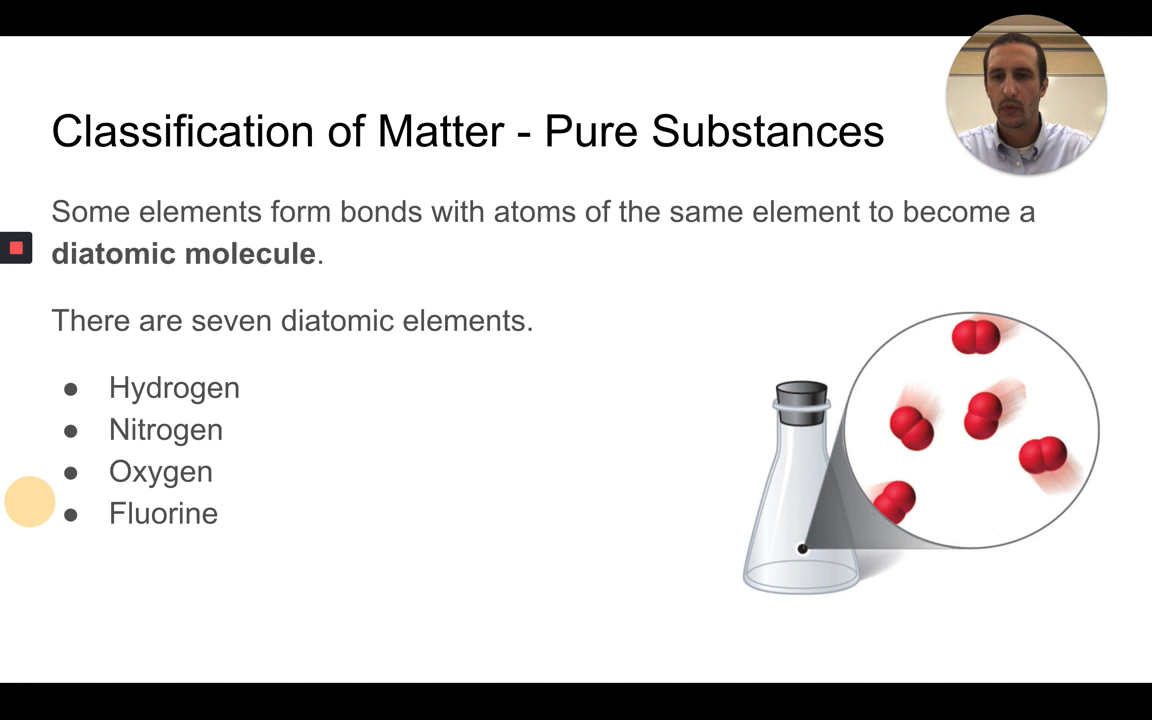 Classification of Matter - Pure Substances
Some elements form bonds with atoms of the same element to become a
diatomic molecule.
There are seven diatomic elements.
● Hydrogen
● Nitrogen
● Oxygen
● Fluorine